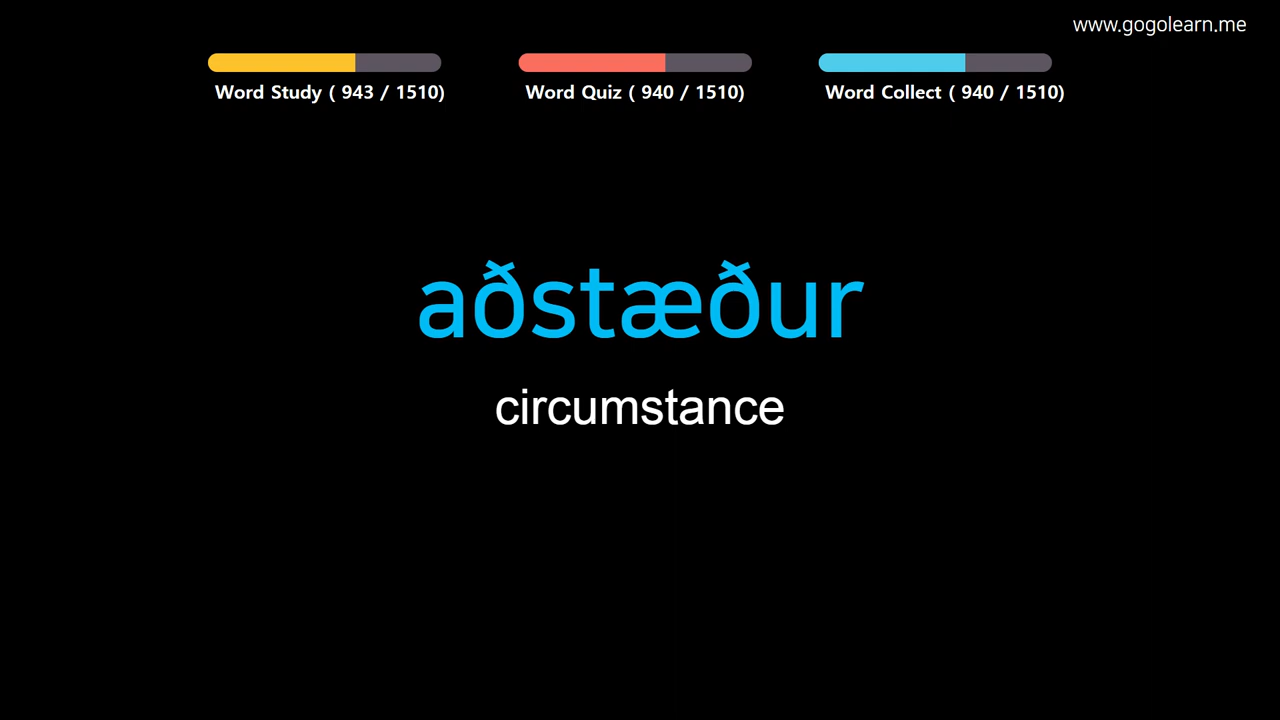 www.gogolearn.me
Word Study ( 943 / 1510)
Word Quiz ( 940 / 1510)
Word Collect ( 940 / 1510)
aðstæður
circumstance